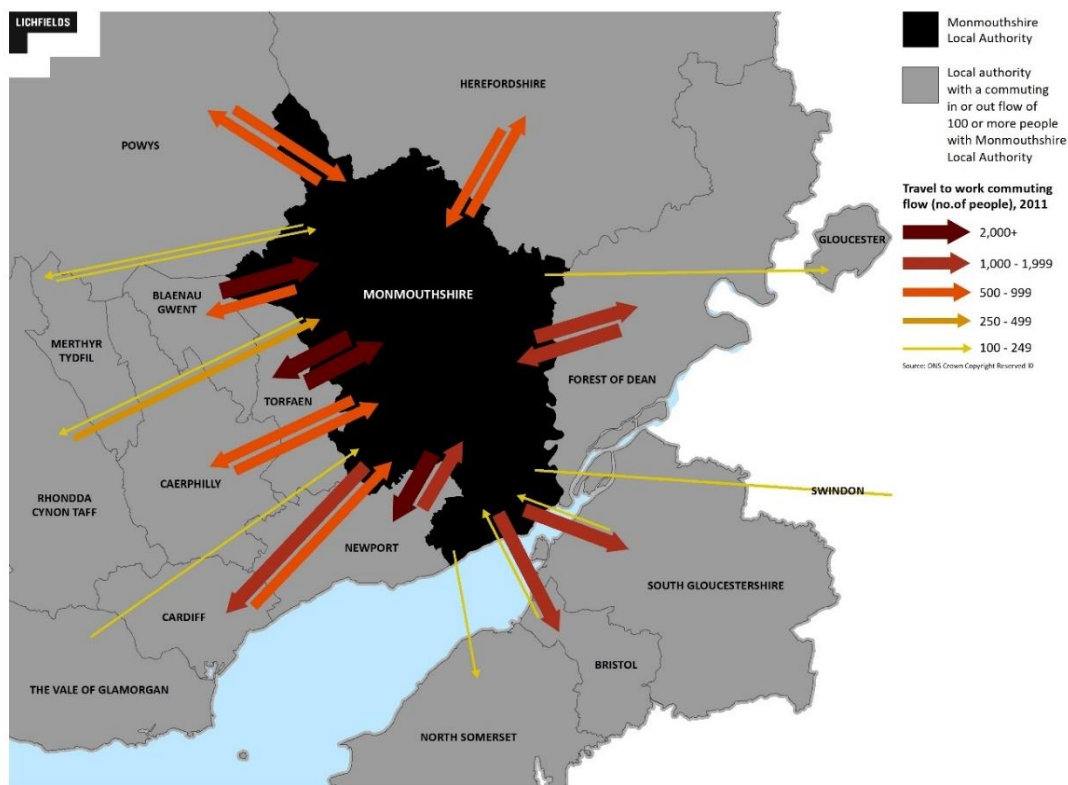 LICHFIELDS
Monmouthshire
Local Authority
Local authority
with a commuting
in or out flow of
100 or more people
with Monmouthshire
Local Authority
Travel to work commuting
flow (no.of people), 2011
2,000+
1,000 - 1,999
500 - 999
250 - 499
100 - 249
Source: ONS Crown Copyright Reserved ©
HEREFORDSHIRE
POWYS
GLOUCESTER
BLAENAU
GWENT
MONMOUTHSHIRE
MERTHYR
TYDFIL
FOREST OF DEAN
TORFAEN
CAERPHILLY
RHONDDA
CYNON TAFF
SWINDON
NEWPORT
SOUTH GLOUCESTERSHIRE
CARDIFF
BRISTOL
THE VALE OF GLAMORGAN
NORTH SOMERSET